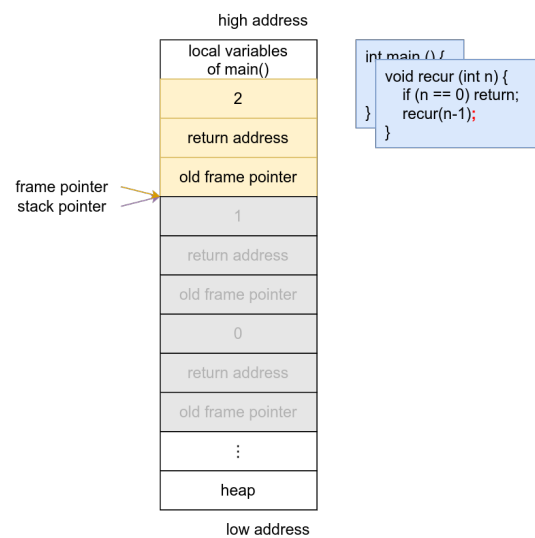 high address
local variables
of main()
2
return address
old frame pointer
frame pointer
stack pointer
1
return address
old frame pointer
0
return address
old frame pointer
⋮
heap
low address
int main () {
}
void recur (int n) {
if (n == 0) return;
recur(n-1);
}